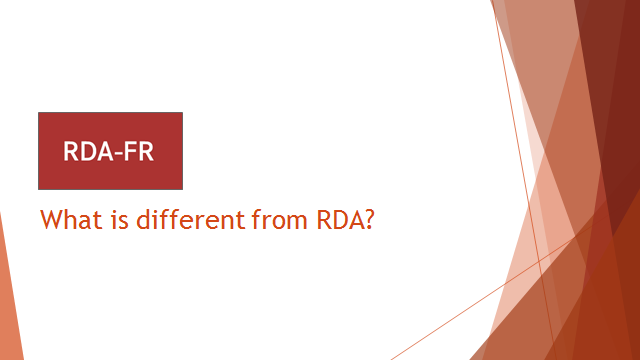 RDA-FR
What is different from RDA?